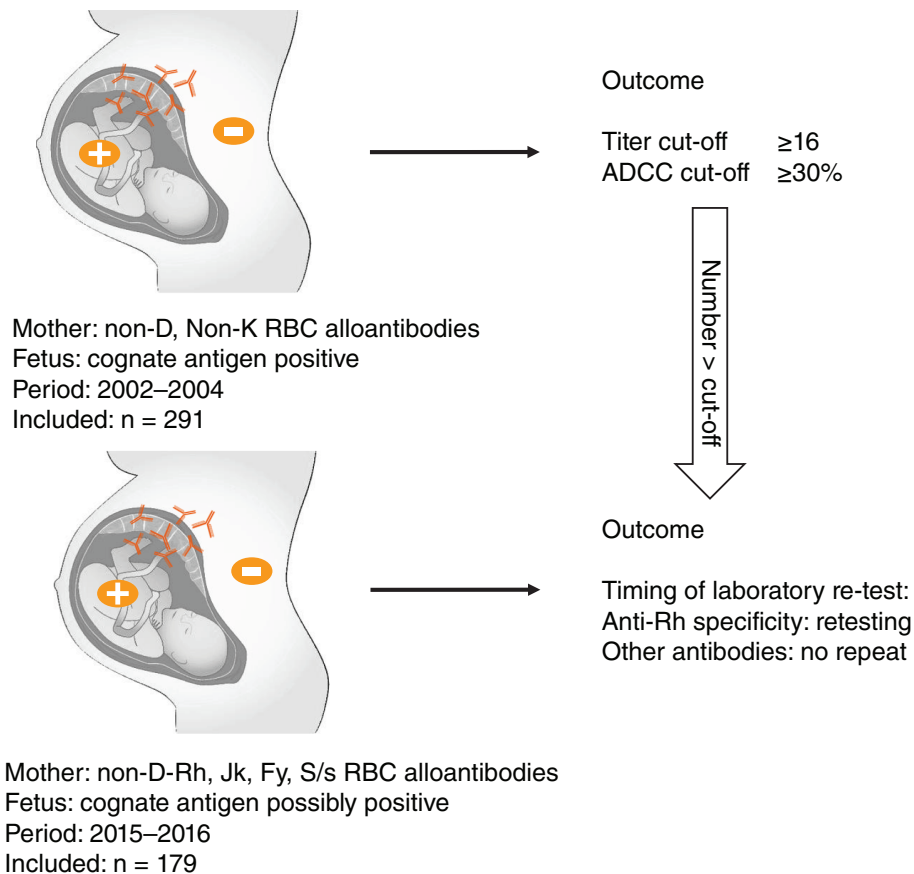 Outcome
Titer cut-off ≥16
ADCC cut-off ≥30%
Mother: non-D, Non-K RBC alloantibodies
Fetus: cognate antigen positive
Period: 2002–2004
Included: n = 291
Number > cut-off
Outcome
Timing of laboratory re-test:
Anti-Rh specificity: retesting
Other antibodies: no repeat
Mother: non-D-Rh, Jk, Fy, S/s RBC alloantibodies
Fetus: cognate antigen possibly positive
Period: 2015–2016
Included: n = 179